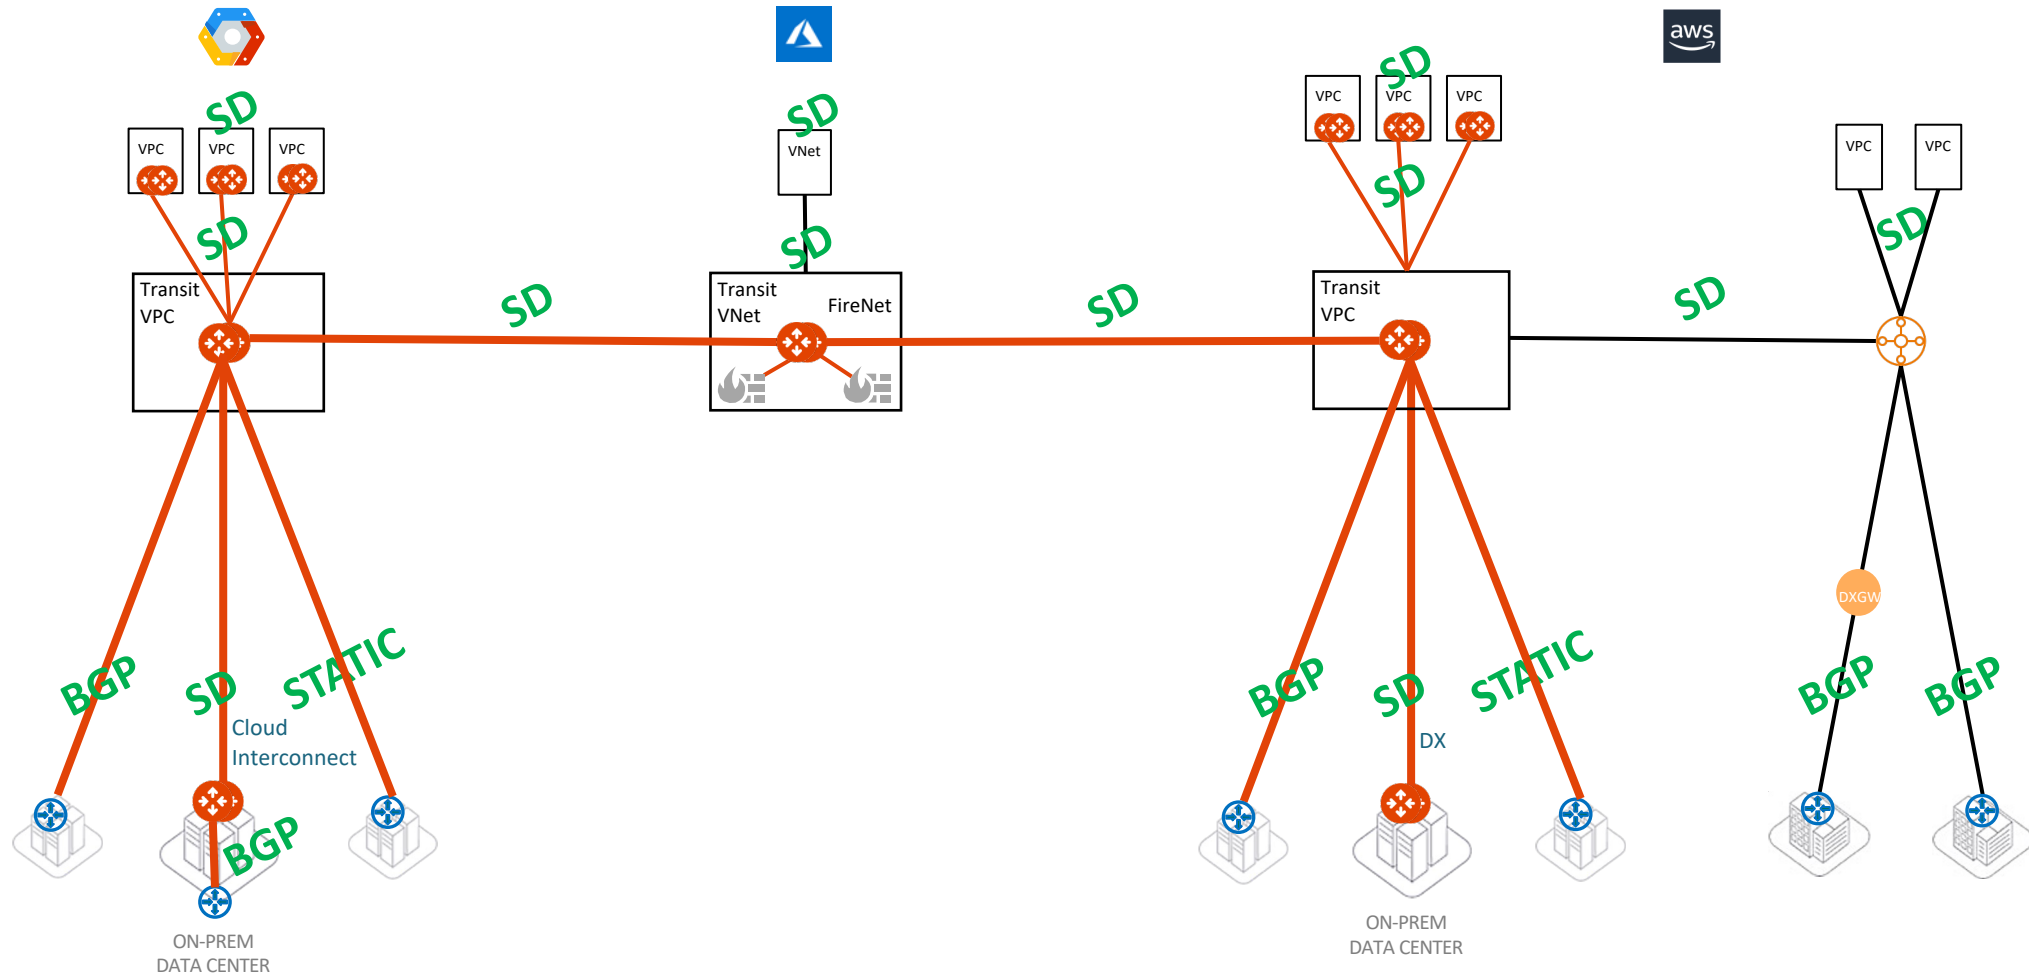 aws
SD
SD
SD
VPC
VPC
VPC
VPC
VPC
VPC
VNet
VPC
VPC
SD
SD
SD
SD
Transit
VPC
SD
Transit
VNet
FireNet
SD
Transit
VPC
SD
DXGW
BGP
SD
STATIC
BGP
SD
STATIC
BGP
BGP
Cloud
Interconnect
DX
BGP
ON-PREM
DATA CENTER
ON-PREM
DATA CENTER